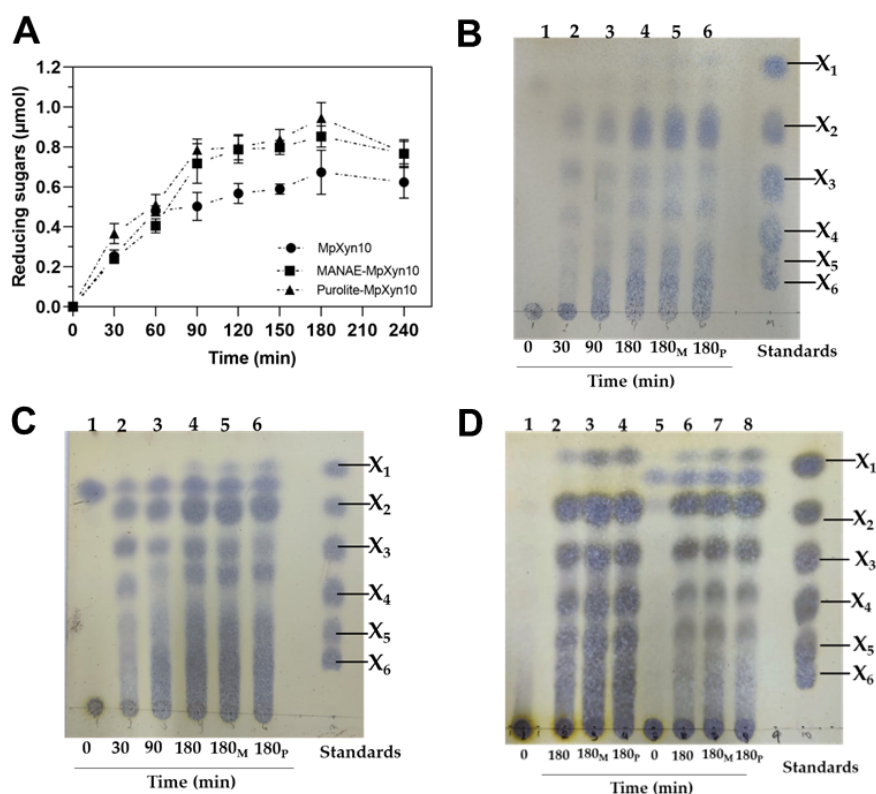 A
1.2
1.0
0.8
0.6
0.4
0.2
0.0
Reducing sugars (µmol)
0 30 60 90 120 150 180 210 240
Time (min)
MpXyn10
MANAE-MpXyn10
Purolite-MpXyn10
B
1 2 3 4 5 6
X₁
X₂
X₃
X₄
X₅
X₆
0 30 90 180 180M 180P Standards
Time (min)
C
1 2 3 4 5 6
X₁
X₂
X₃
X₄
X₅
X₆
0 30 90 180 180M 180P Standards
Time (min)
D
1 2 3 4 5 6 7 8
X₁
X₂
X₃
X₄
X₅
X₆
9 10
0 180 180M 180P 0 180 180M 180P Standards
Time (min)